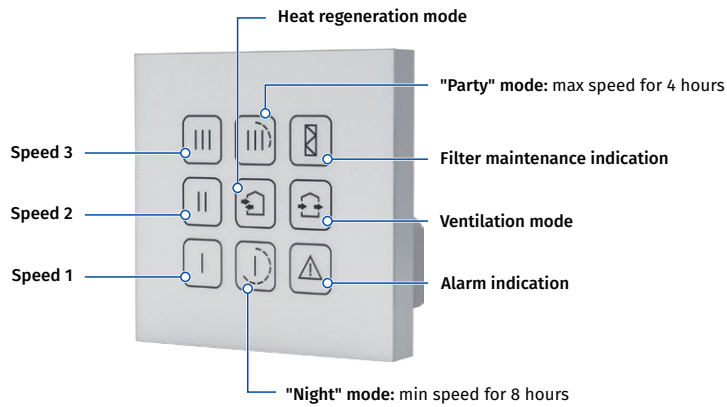 Heat regeneration mode
"Party" mode: max speed for 4 hours
Speed 3
Filter maintenance indication
Speed 2
Ventilation mode
Speed 1
Alarm indication
"Night" mode: min speed for 8 hours